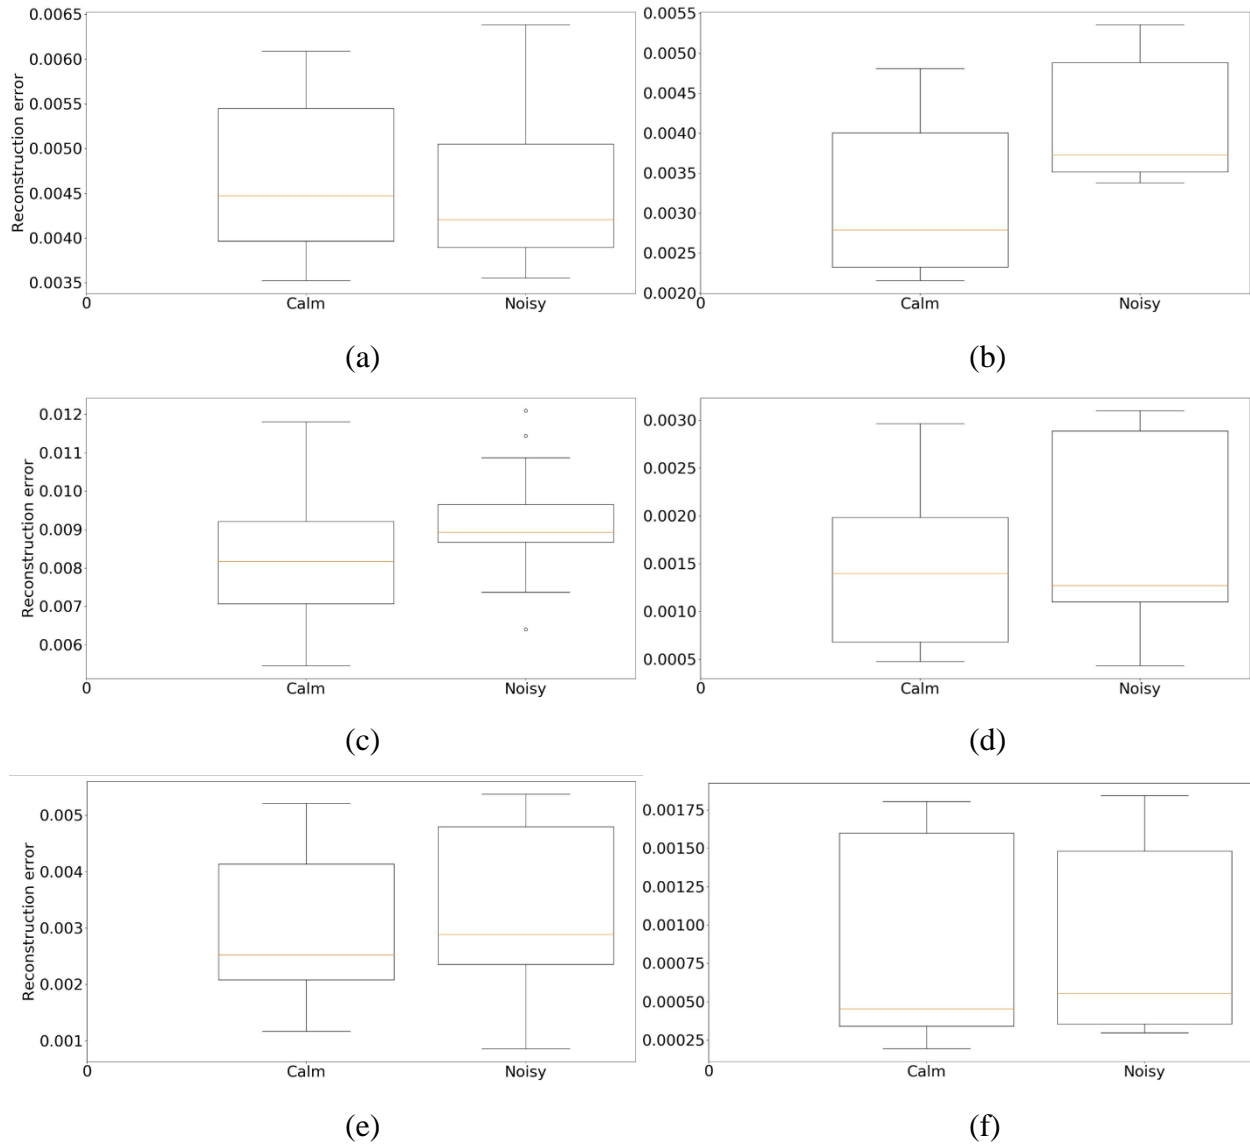 Reconstruction error
0.0065
0.0060
0.0055
0.0050
0.0045
0.0040
0.0035
0 Calm Noisy
(a)
0.0055
0.0050
0.0045
0.0040
0.0035
0.0030
0.0025
0.0020
0 Calm Noisy
(b)
Reconstruction error
0.012
0.011
0.010
0.009
0.008
0.007
0.006
0 Calm Noisy
(c)
0.0030
0.0025
0.0020
0.0015
0.0010
0.0005
0 Calm Noisy
(d)
Reconstruction error
0.005
0.004
0.003
0.002
0.001
0 Calm Noisy
(e)
0.00175
0.00150
0.00125
0.00100
0.00075
0.00050
0.00025
0 Calm Noisy
(f)